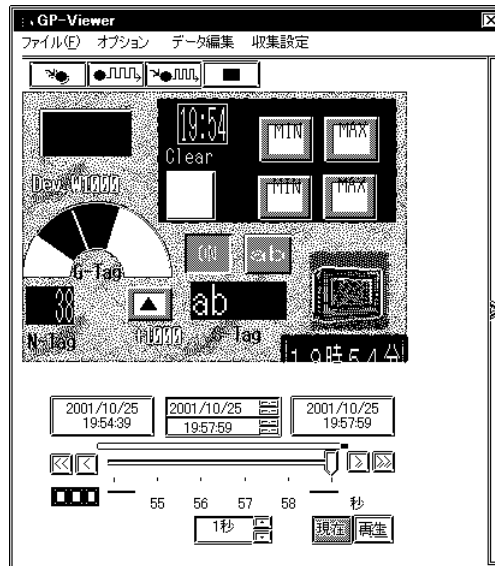 GP-Viewer
ファイル(F) オプション データ編集 収集設定
19:54
MIN MAX
Clear
Dev/W1000
MIN MAX
ON ab
G-Tag
38
ab
N-Tag +1000 Tag
19時54分
2001/10/25 2001/10/25 2001/10/25
19:54:39 19:57:59 19:57:59
<< < > >>
55 56 57 58 秒
1秒 現在 再生